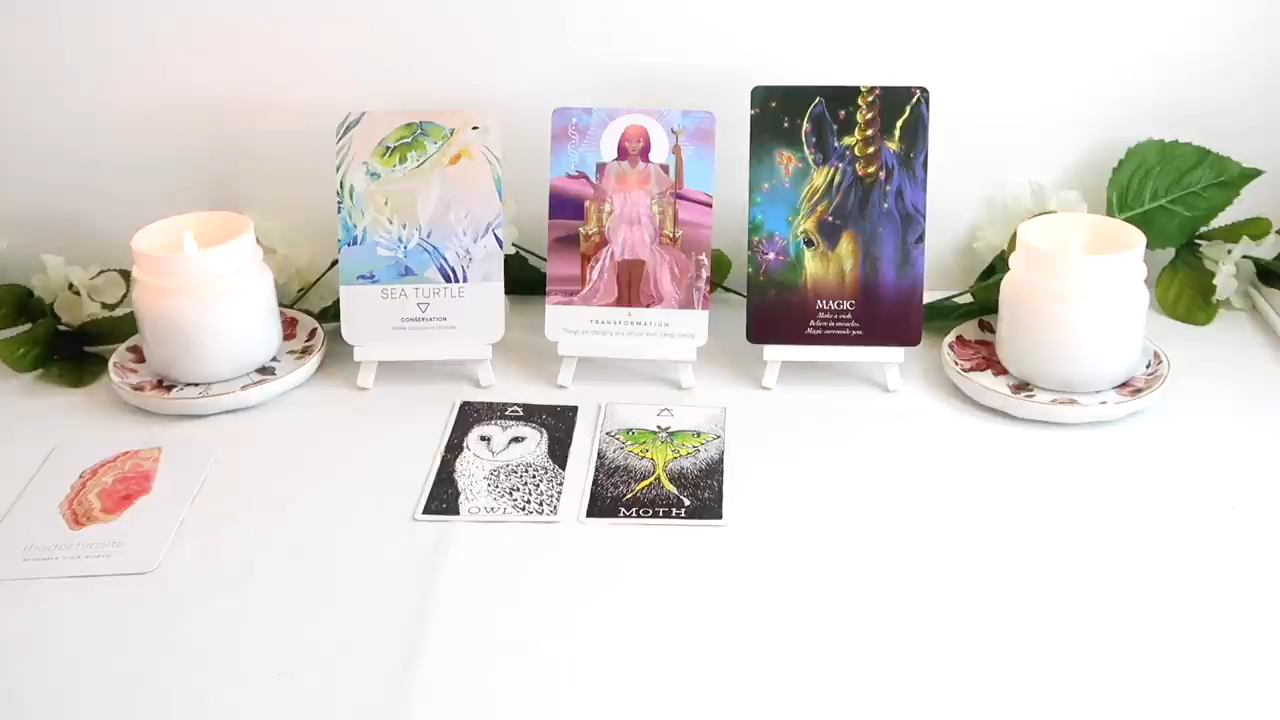 SEA TURTLE
CONSERVATION
TRANSFORMATION
MAGIC
Make a wish.
Believe in miracles.
Magic surrounds you.
OWL
MOTH
rhodochrosite